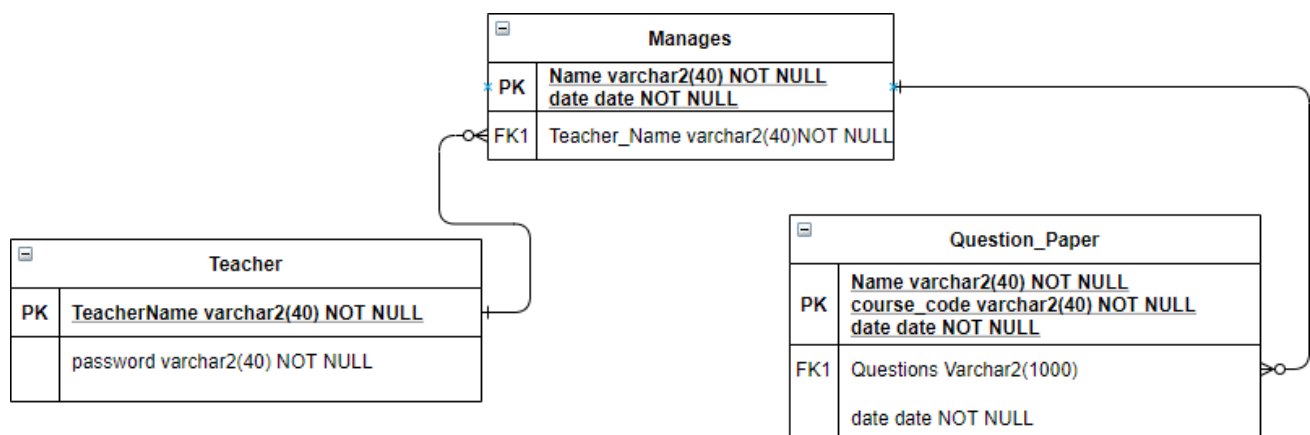 Manages
PK
Name varchar2(40) NOT NULL
date date NOT NULL
FK1
Teacher_Name varchar2(40)NOT NULL
Teacher
PK
TeacherName varchar2(40) NOT NULL
password varchar2(40) NOT NULL
Question_Paper
PK
Name varchar2(40) NOT NULL
course_code varchar2(40) NOT NULL
date date NOT NULL
FK1
Questions Varchar2(1000)
date date NOT NULL